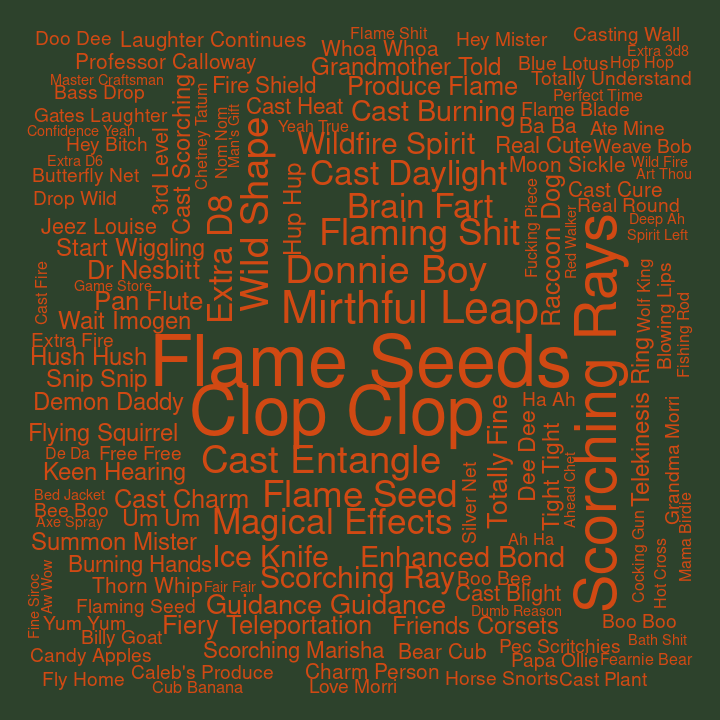 Flame Shit
Doo Dee
Laughter Continues
Whoa Whoa
Hey Mister
Casting Wall
Extra 3d8
Professor Calloway
Grandmother Told
Blue Lotus
Hop Hop
Master Craftsman
Fire Shield
Produce Flame
Totally Understand
Bass Drop
Perfect Time
Cast Heat
Cast Burning
Flame Blade
Gates Laughter
Chetney Tatum
Nom Nom
Man's Gift
Yeah True
Ba Ba
Ate Mine
Confidence Yeah
Cast Scorching
3rd Level
Wildfire Spirit
Real Cute
Weave Bob
Hey Bitch
Extra D6
Wild Shape
Moon Sickle
Wild Fire
Butterfly Net
Cast Daylight
Art Thou
Cast Cure
Drop Wild
Extra D8
Hup Hup
Brain Fart
Fucking Piece
Raccoon Dog
Red Walker
Real Round
Deep Ah
Jeez Louise
Flaming Shit
Spirit Left
Start Wiggling
Dr Nesbitt
Donnie Boy
Scorching Rays
Wolf King
Blowing Lips
Fishing Rod
Cast Fire
Game Store
Pan Flute
Mirthful Leap
Wait Imogen
Extra Fire
Hush Hush
Flame Seeds
Snip Snip
Telekinesis Ring
Demon Daddy
Clop Clop
Ha Ah
Grandma Morri
Totally Fine
Dee Dee
Tight Tight
Flying Squirrel
De Da
Free Free
Cast Entangle
Ahead Chet
Keen Hearing
Silver Net
Bed Jacket
Cast Charm
Flame Seed
Mama Birdie
Bee Boo
Axe Spray
Um Um
Magical Effects
Cocking Gun
Hot Cross
Summon Mister
Ah Ha
Burning Hands
Ice Knife
Enhanced Bond
Fine Siroc
Aw Wow
Thorn Whip
Fair Fair
Scorching Ray
Boo Bee
Cast Blight
Flaming Seed
Guidance Guidance
Dumb Reason
Yum Yum
Billy Goat
Fiery Teleportation
Friends Corsets
Boo Boo
Bath Shit
Candy Apples
Scorching Marisha
Bear Cub
Pec Scritchies
Papa Ollie
Fearnie Bear
Fly Home
Caleb's Produce
Charm Person
Horse Snorts
Cast Plant
Cub Banana
Love Morri